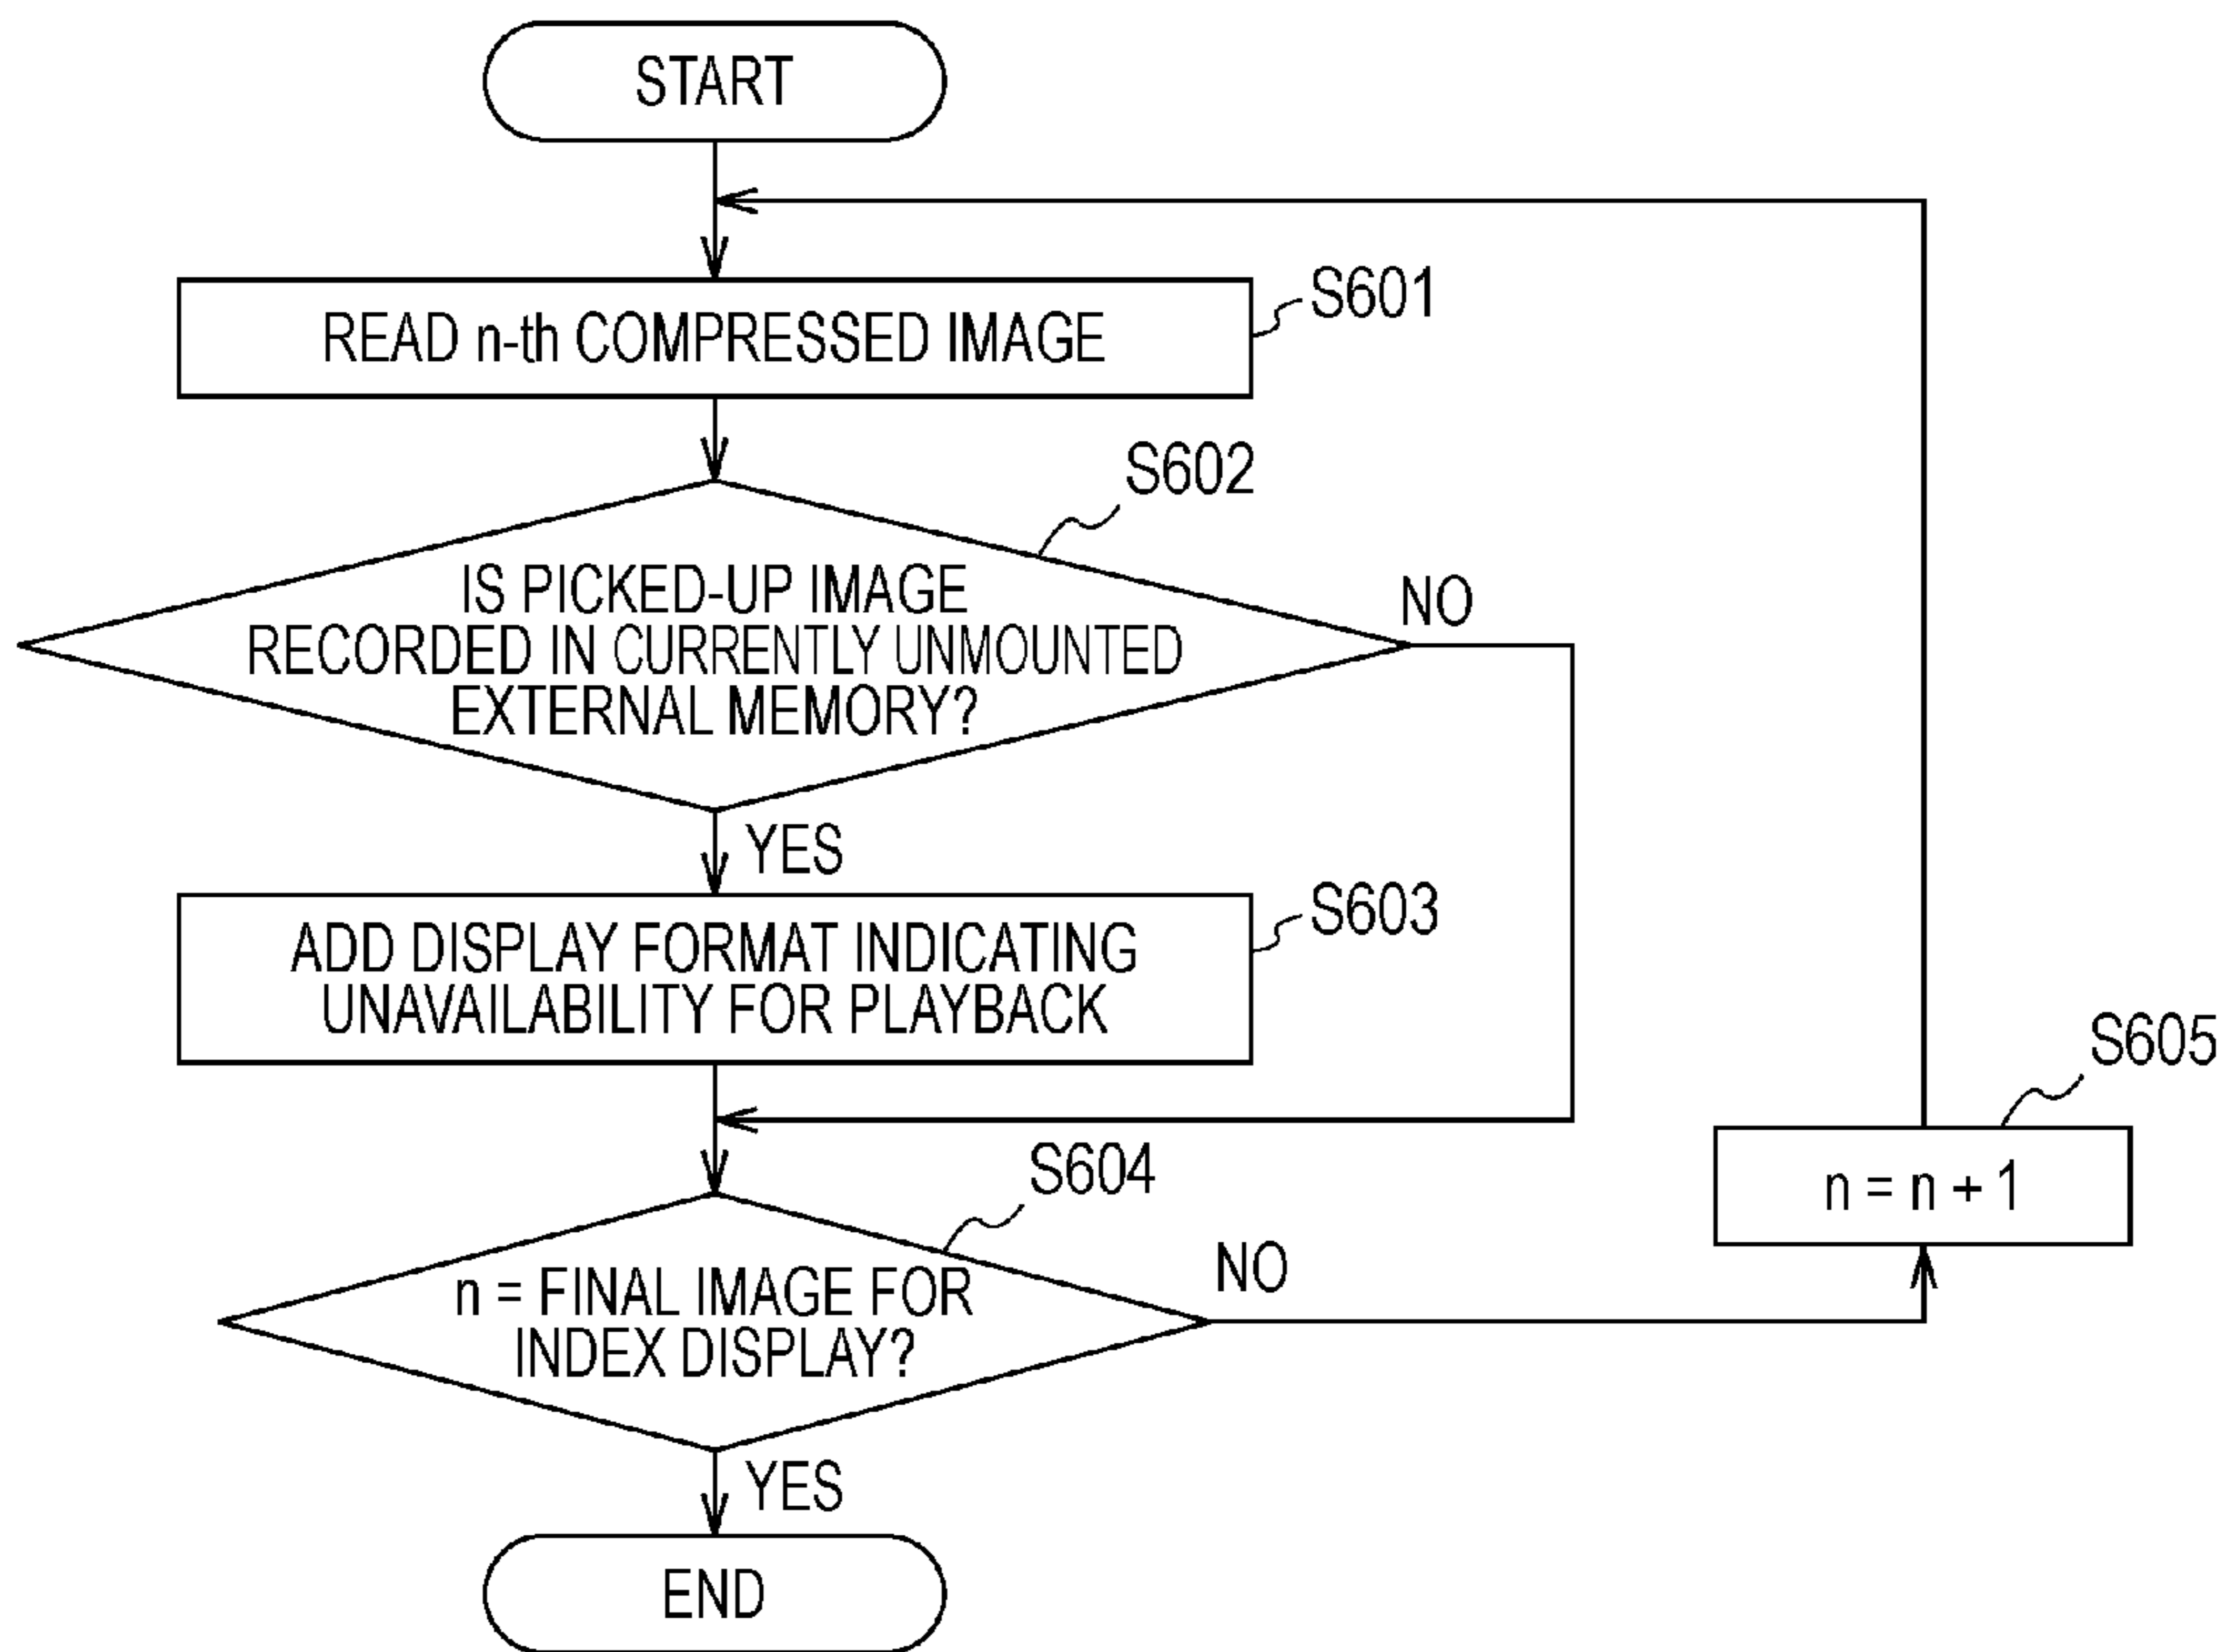 START
READ n-th COMPRESSED IMAGE
S601
S602
IS PICKED-UP IMAGE
RECORDED IN CURRENTLY UNMOUNTED
EXTERNAL MEMORY?
NO
YES
ADD DISPLAY FORMAT INDICATING
UNAVAILABILITY FOR PLAYBACK
S603
S604
n = FINAL IMAGE FOR
INDEX DISPLAY?
NO
S605
n = n + 1
YES
END